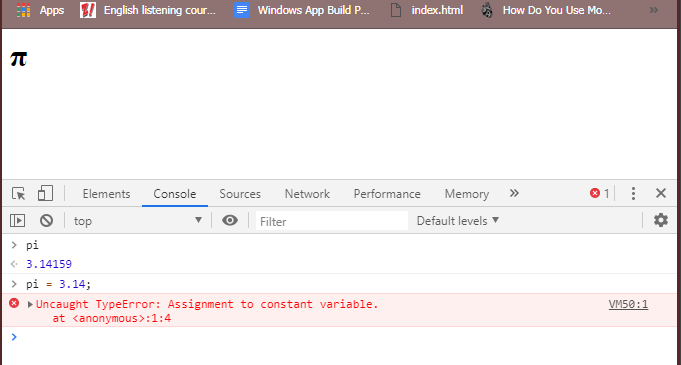 Apps English listening cour... Windows App Build P... index.html How Do You Use Mo... »
π
Elements Console Sources Network Performance Memory » 1
top Filter Default levels ▼
> pi
3.14159
> pi = 3.14;
Uncaught TypeError: Assignment to constant variable. VM50:1
at <anonymous>:1:4
>